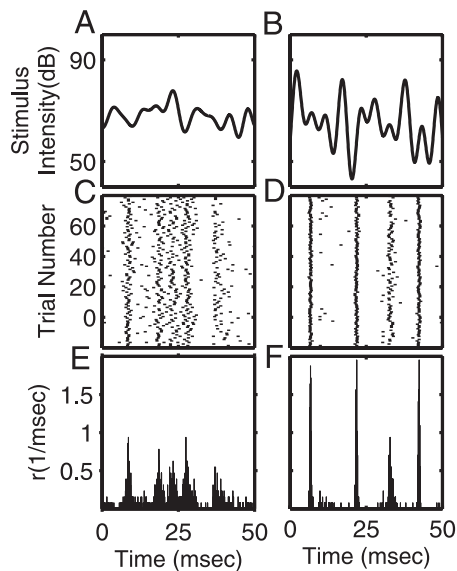 A B
Stimulus
Intensity(dB)
90
50
C D
Trial Number
60
40
20
0
E F
r(1/msec)
1.5
1
0.5
0 25 50 0 25 50
Time (msec) Time (msec)